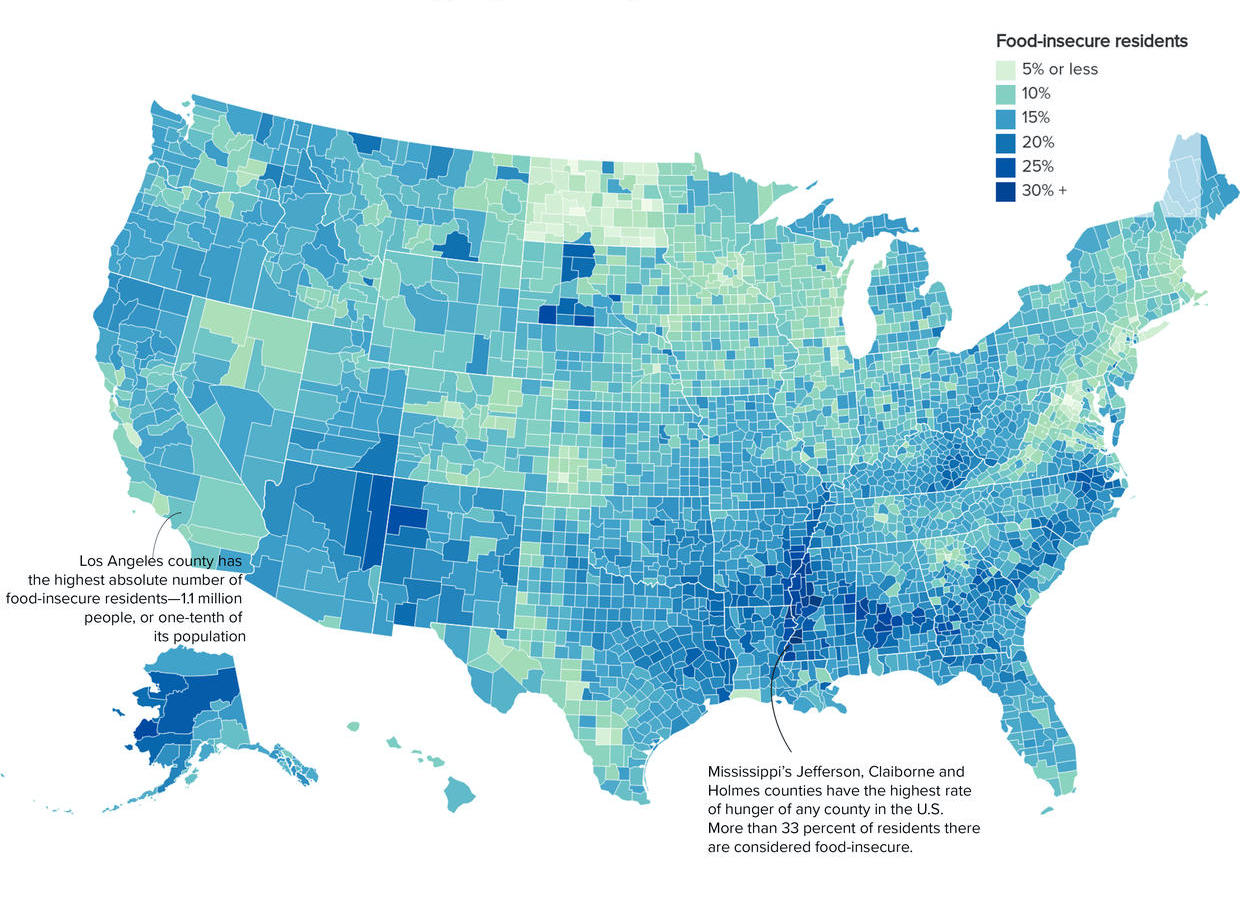 Food-insecure residents
5% or less
10%
15%
20%
25%
30% +
Los Angeles county has
the highest absolute number of
food-insecure residents—1.1 million
people, or one-tenth of
its population
Mississippi's Jefferson, Claiborne and
Holmes counties have the highest rate
of hunger of any county in the U.S.
More than 33 percent of residents there
are considered food-insecure.